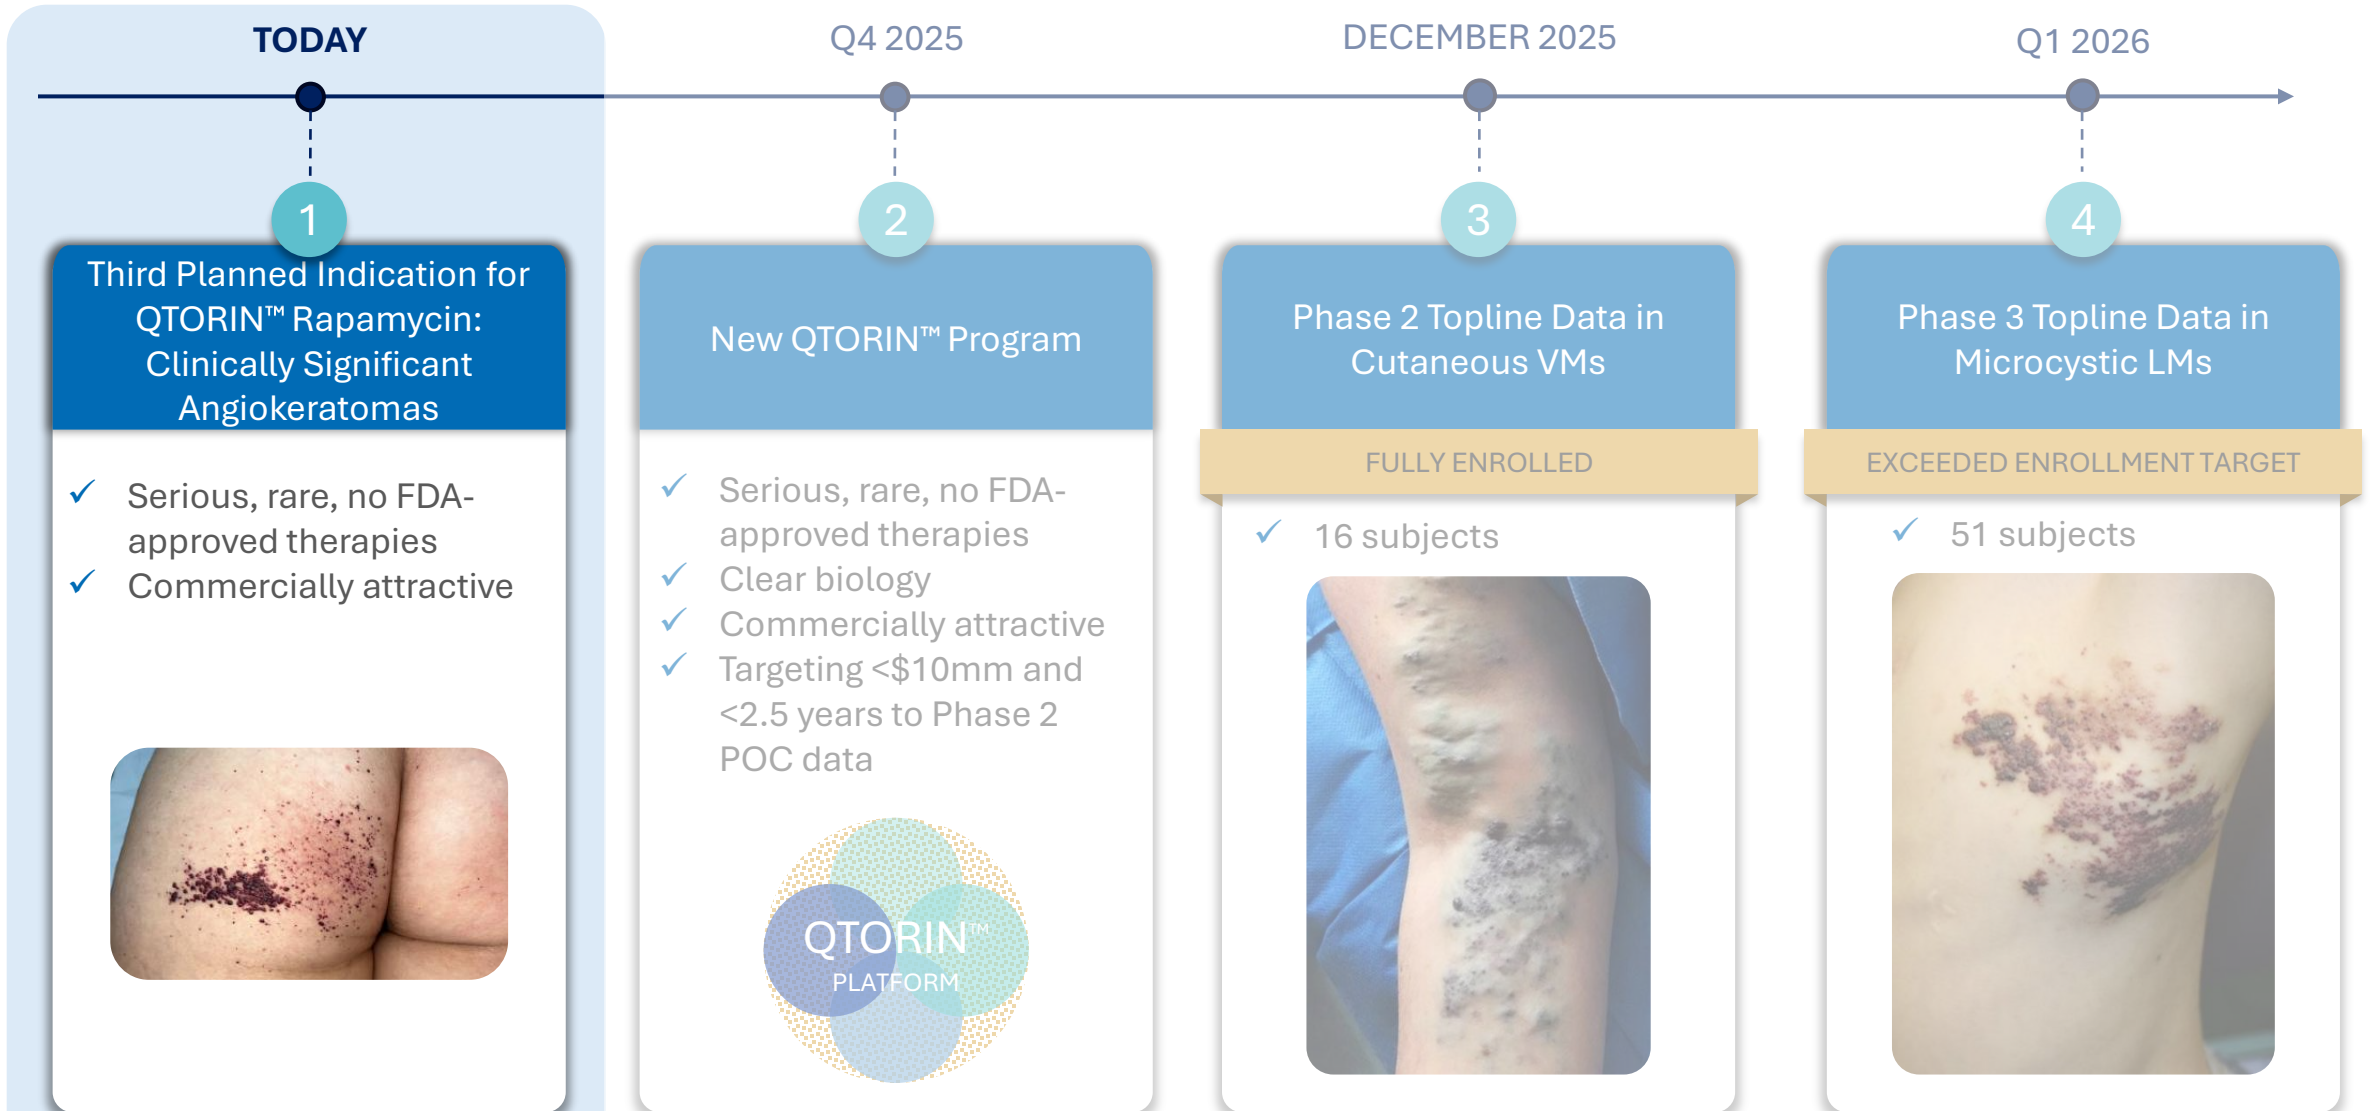 TODAY
Q4 2025
DECEMBER 2025
Q1 2026
1
Third Planned Indication for
QTORIN™ Rapamycin:
Clinically Significant
Angiokeratomas
✓ Serious, rare, no FDA-
approved therapies
✓ Commercially attractive
2
New QTORIN™ Program
✓ Serious, rare, no FDA-
approved therapies
✓ Clear biology
✓ Commercially attractive
✓ Targeting <$10mm and
<2.5 years to Phase 2
POC data
QTORIN™
PLATFORM
3
Phase 2 Topline Data in
Cutaneous VMs
FULLY ENROLLED
✓ 16 subjects
4
Phase 3 Topline Data in
Microcystic LMs
EXCEEDED ENROLLMENT TARGET
✓ 51 subjects